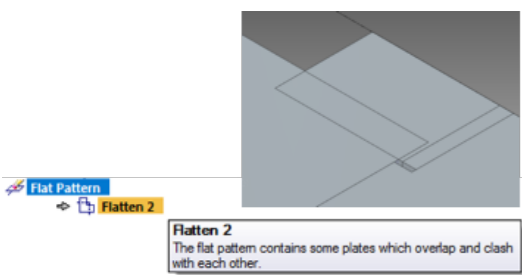 Flat Pattern
Flatten 2
Flatten 2
The flat pattern contains some plates which overlap and clash
with each other.